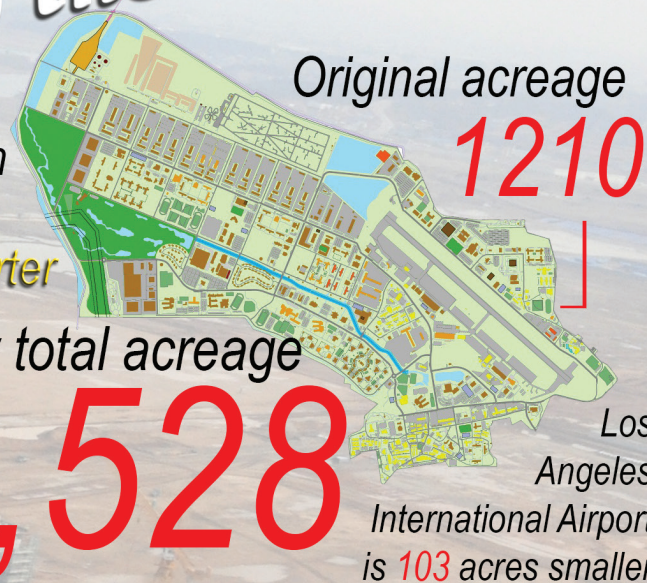 Original acreage
1210
total acreage
,528
Los
Angeles
International Airport
is 103 acres smaller